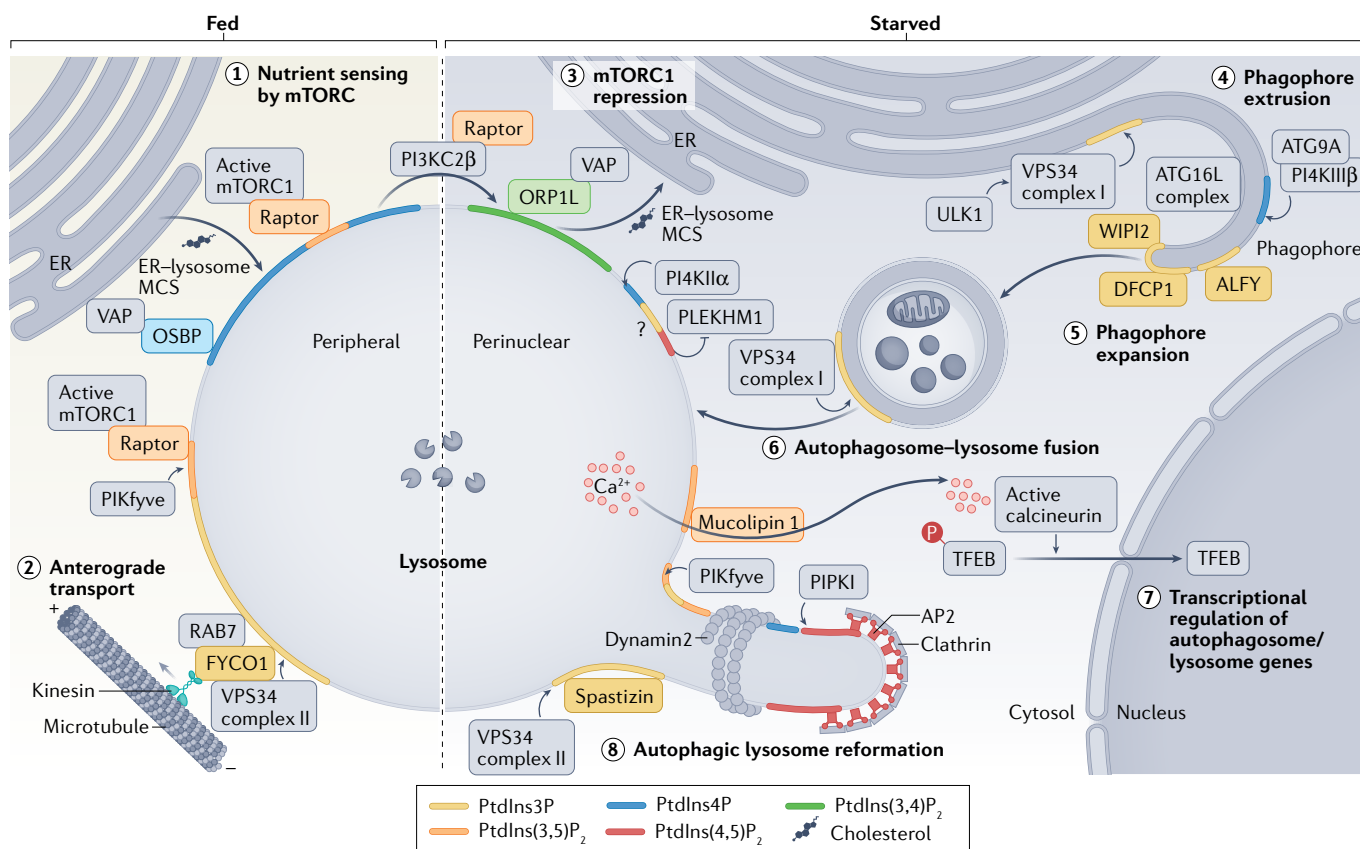 Fed
Starved
1 Nutrient sensing
by mTORC
3 mTORC1
repression
4 Phagophore
extrusion
Raptor
PI3KC2β
VAP
ER
ORP1L
ER–lysosome
MCS
Active
mTORC1
Raptor
ER
ER–lysosome
MCS
VAP
OSBP
ATG9A
PI4KIIIβ
VPS34
complex I
ATG16L
complex
ULK1
WIPI2
Phagophore
DFCP1
ALFY
PI4KIIα
?
PLEKHM1
5 Phagophore
expansion
Peripheral
Perinuclear
VPS34
complex I
Active
mTORC1
Raptor
PIKfyve
6 Autophagosome–lysosome fusion
Ca2+
Mucolipin 1
Active
calcineurin
P
TFEB
TFEB
Lysosome
2 Anterograde
transport
+
RAB7
FYCO1
Kinesin
VPS34
complex II
Microtubule
–
PIKfyve
PIPKI
AP2
Dynamin2
Clathrin
7 Transcriptional
regulation of
autophagosome/
lysosome genes
Spastizin
VPS34
complex II
Cytosol
Nucleus
8 Autophagic lysosome reformation
PtdIns3P
PtdIns4P
PtdIns(3,4)P2
PtdIns(3,5)P2
PtdIns(4,5)P2
Cholesterol